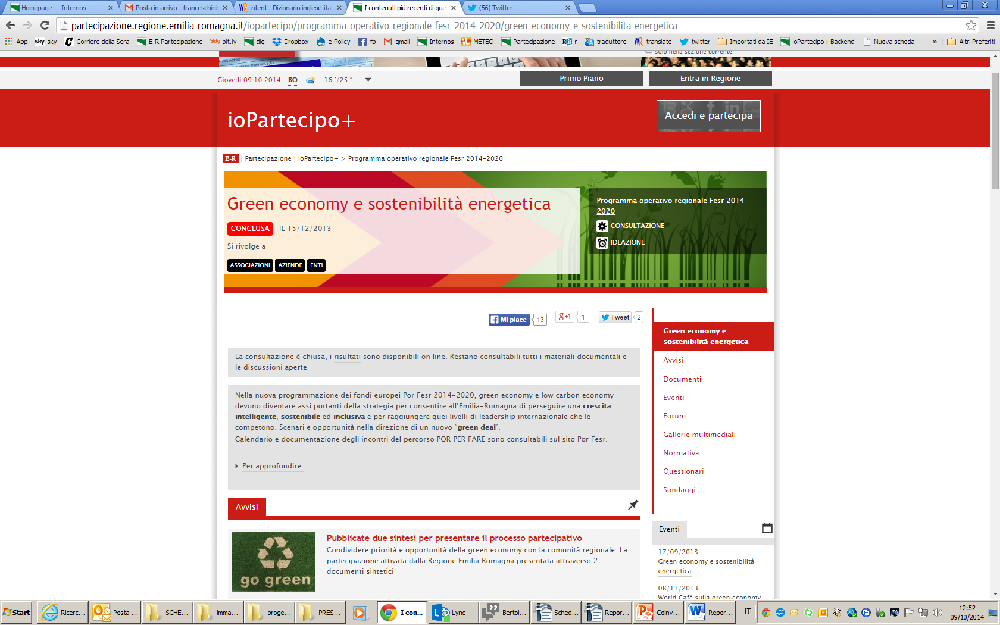 Homepage — Internos
Posta in arrivo - franceschini
intent - Dizionario inglese-ital
I contenuti più recenti di que
(56) Twitter
partecipazione.regione.emilia-romagna.it/iopartecipo/programma-operativo-regionale-fesr-2014-2020/green-economy-e-sostenibilita-energetica
App
sky sky
Corriere della Sera
E-R Partecipazione
bitly bit.ly
dig
Dropbox
e-Policy
fb
gmail
Internos
METEO
Partecipazione
r
traduttore
translate
twitter
Importati da IE
ioPartecipo+Backend
Nuova scheda
»
Altri Preferiti
solo nella sezione corrente
Giovedì 09.10.2014 BO 16°/25°
Primo Piano
Entra in Regione
ioPartecipo+
Accedi e partecipa
E-R | Partecipazione | ioPartecipo+ > Programma operativo regionale Fesr 2014-2020
Green economy e sostenibilità energetica
CONCLUSA IL 15/12/2013
Si rivolge a
ASSOCIAZIONI AZIENDE ENTI
Programma operativo regionale Fesr 2014-
2020
CONSULTAZIONE
IDEAZIONE
Mi piace 13
g+1 1
Tweet 2
La consultazione è chiusa, i risultati sono disponibili on line. Restano consultabili tutti i materiali documentali e
le discussioni aperte
Nella nuova programmazione dei fondi europei Por Fesr 2014-2020, green economy e low carbon economy
devono diventare assi portanti della strategia per consentire all'Emilia-Romagna di perseguire una crescita
intelligente, sostenibile ed inclusiva e per raggiungere quei livelli di leadership internazionale che le
competono. Scenari e opportunità nella direzione di un nuovo “green deal”.
Calendario e documentazione degli incontri del percorso POR PER FARE sono consultabili sul sito Por Fesr.
Per approfondire
Avvisi
go green
Pubblicate due sintesi per presentare il processo partecipativo
Condividere priorità e opportunità della green economy con la comunità regionale. La
partecipazione attivata dalla Regione Emilia Romagna presentata attraverso 2
documenti sintetici
Green economy e
sostenibilità energetica
Avvisi
Documenti
Eventi
Forum
Gallerie multimediali
Normativa
Questionari
Sondaggi
Eventi
17/09/2013
Green economy e sostenibilità
energetica
08/11/2013
World Café sulla green economy
Start
Ricerc...
Posta ...
SCHE...
imma...
proge...
PRES...
I con...
Lync
Bertol...
Sched...
Repor...
Coinv...
Repor...
IT
12:52
09/10/2014